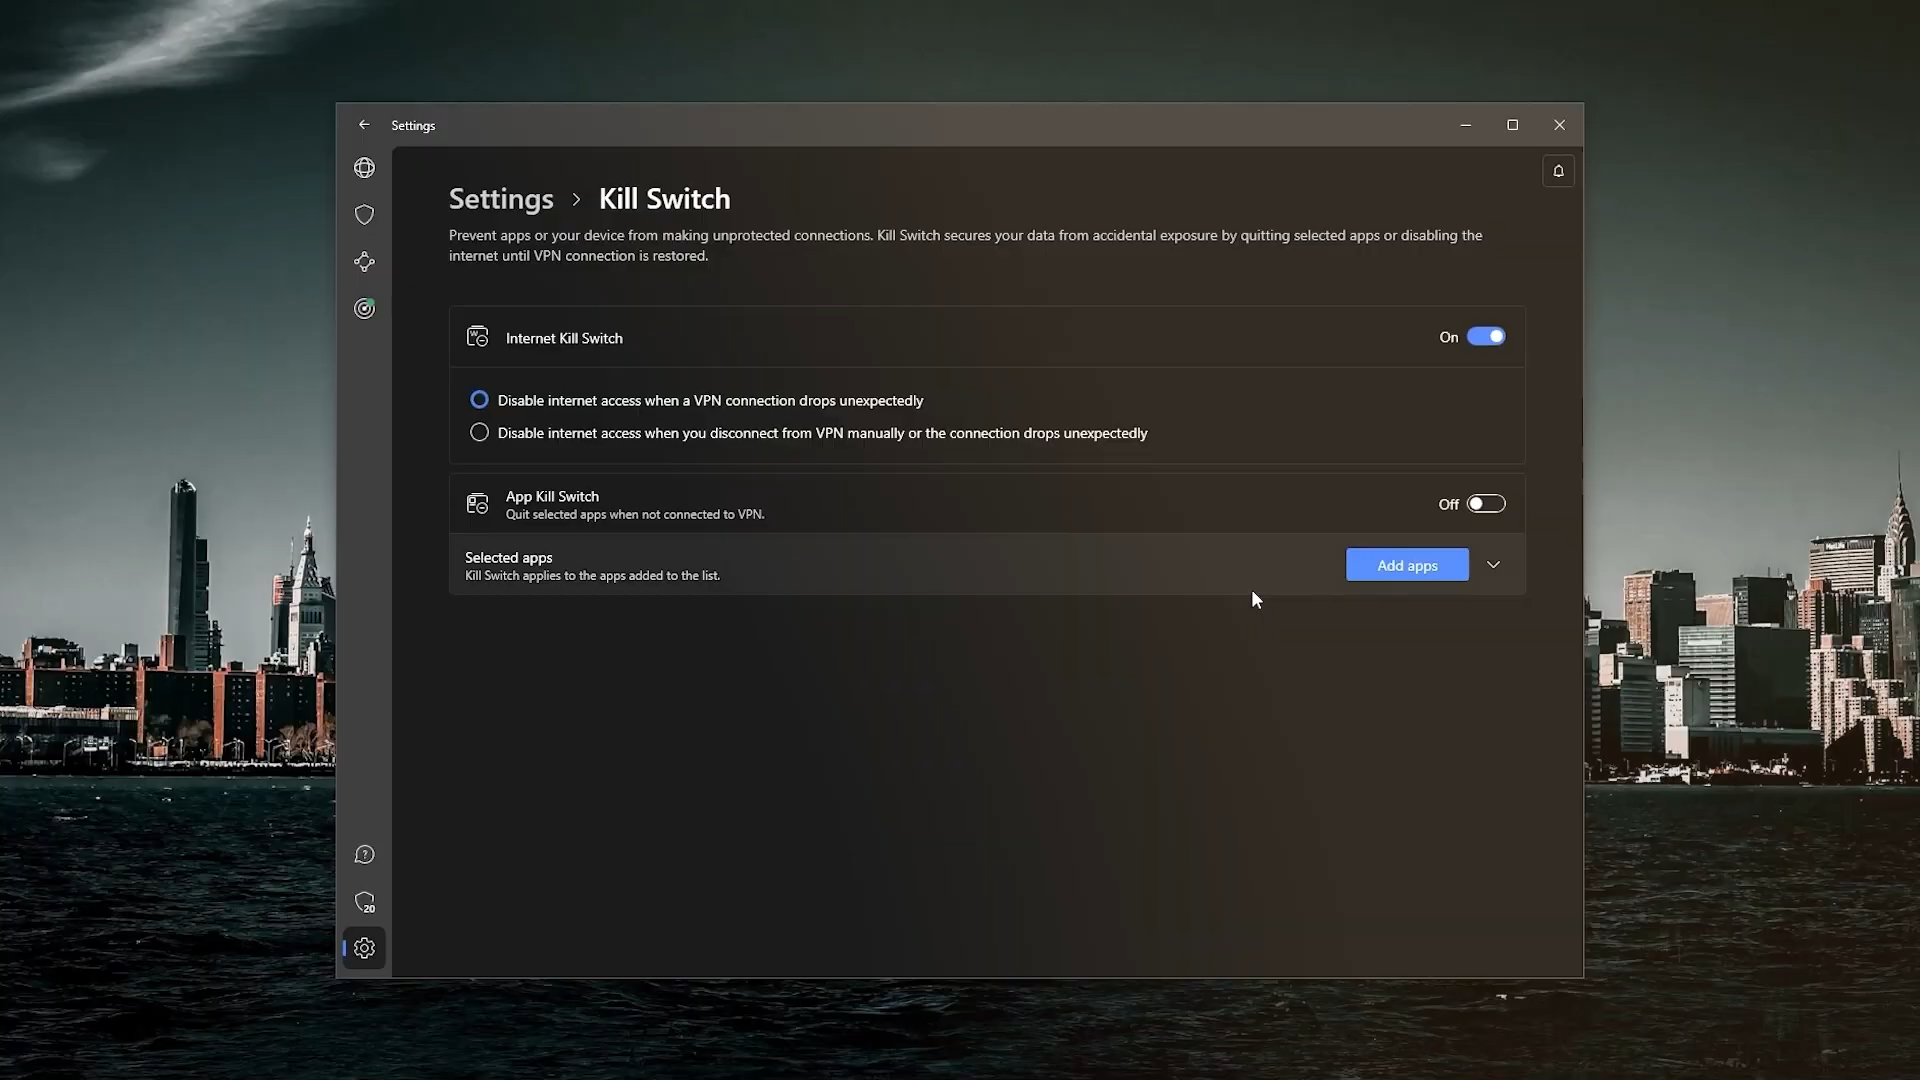 Settings
Settings > Kill Switch
Prevent apps or your device from making unprotected connections. Kill Switch secures your data from accidental exposure by quitting selected apps or disabling the
internet until VPN connection is restored.
Internet Kill Switch
On
Disable internet access when a VPN connection drops unexpectedly
Disable internet access when you disconnect from VPN manually or the connection drops unexpectedly
App Kill Switch
Quit selected apps when not connected to VPN.
Off
Selected apps
Kill Switch applies to the apps added to the list.
Add apps
20
MetLife